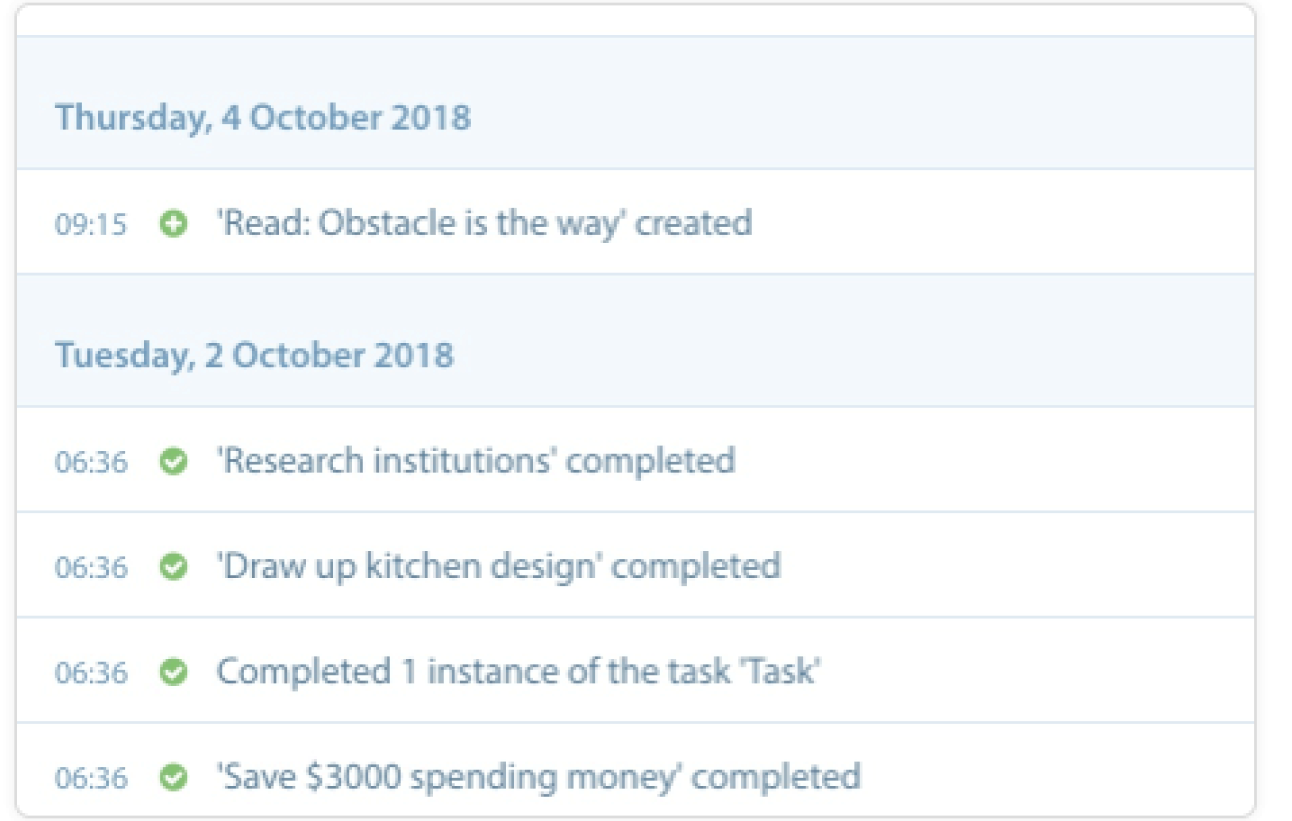 Thursday, 4 October 2018
09:15 'Read: Obstacle is the way' created
Tuesday, 2 October 2018
06:36 'Research institutions' completed
06:36 'Draw up kitchen design' completed
06:36 Completed 1 instance of the task 'Task'
06:36 'Save $3000 spending money' completed